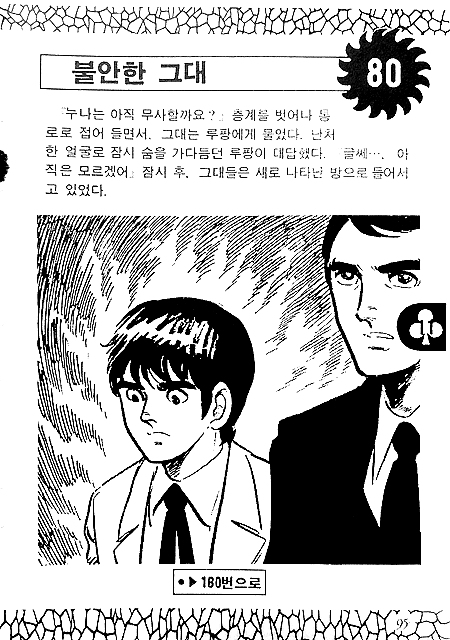 불안한 그대
80
『누나는 아직 무사할까요?』 층계를 벗어나 통
로로 접어 들면서, 그대는 루팡에게 물었다. 난처
한 얼굴로 잠시 숨을 가다듬던 루팡이 대답했다. 『글쎄…, 아
직은 모르겠어』 잠시 후, 그대들은 새로 나타난 방으로 들어서
고 있었다.
●▶160번으로
95